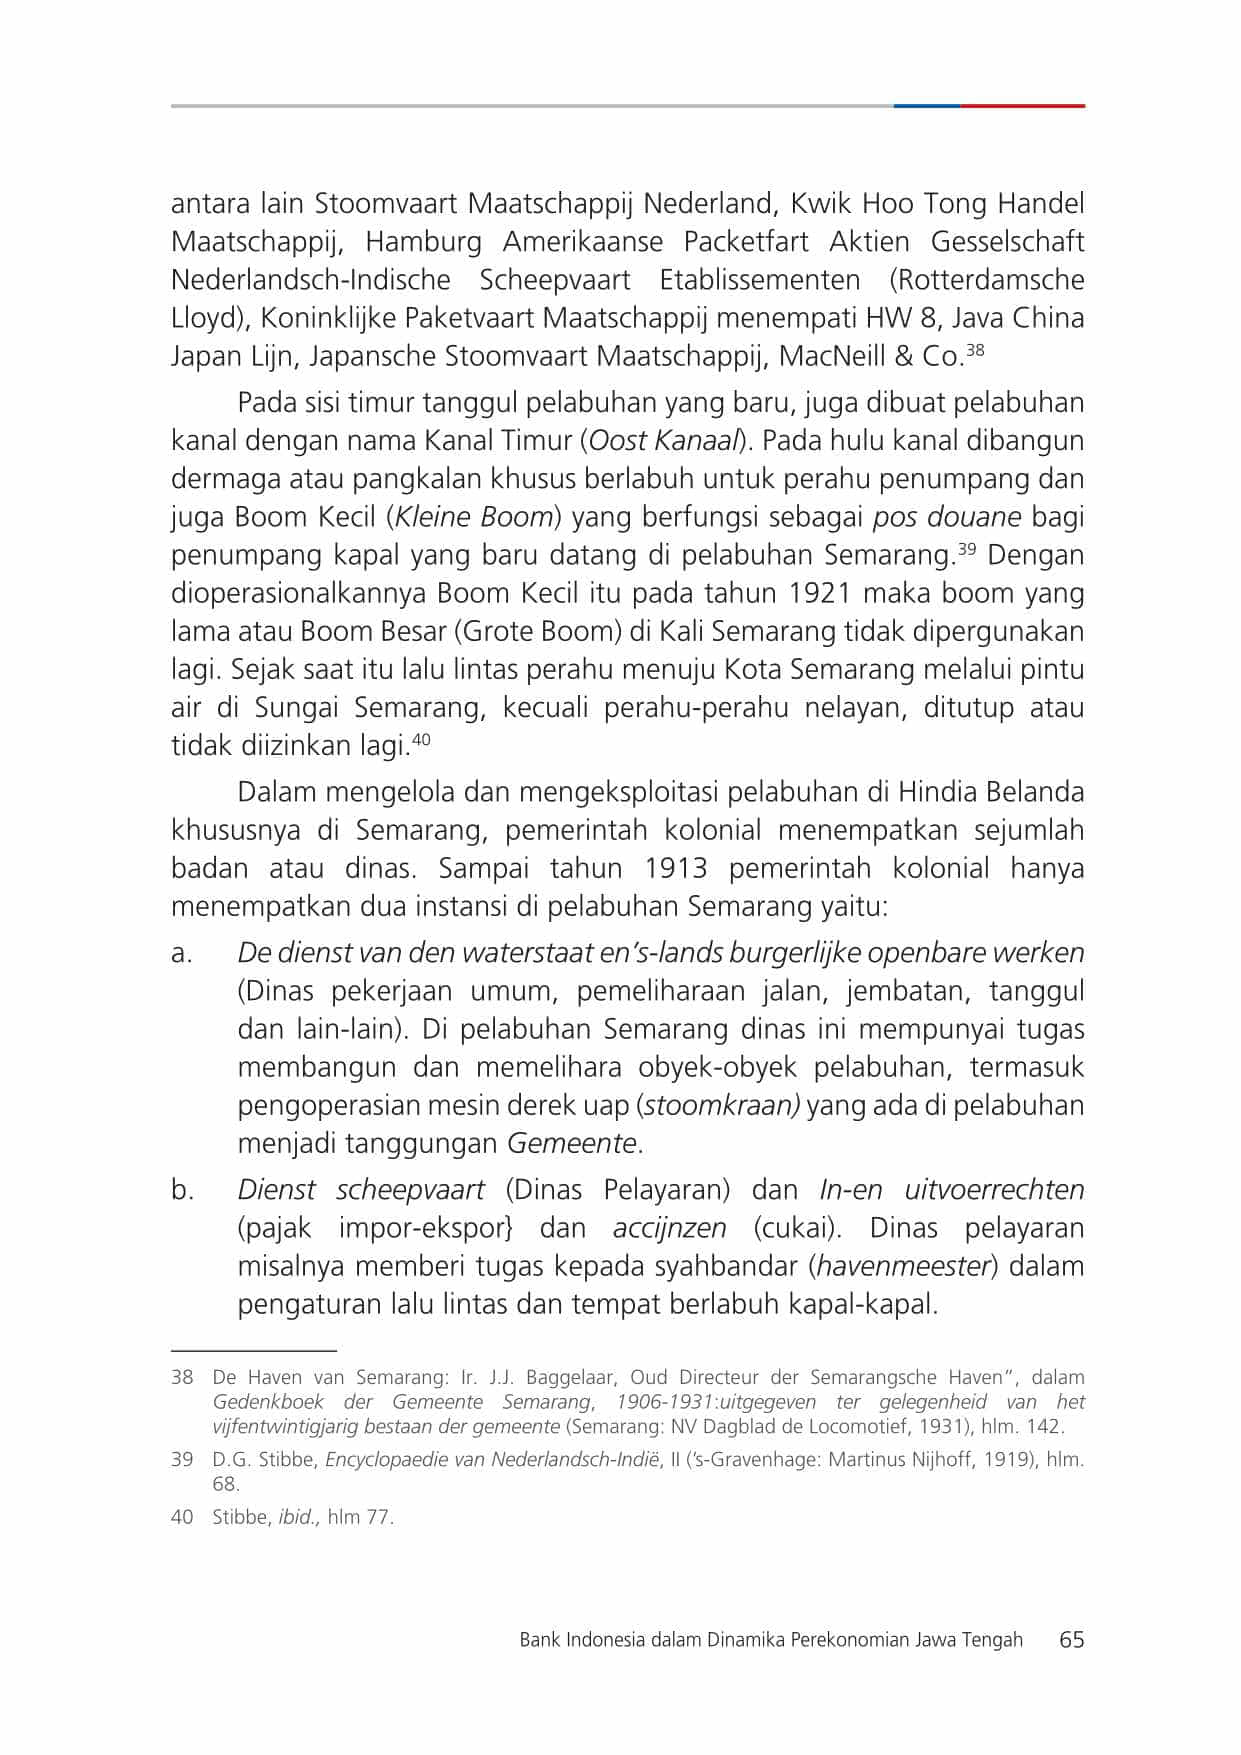 antara lain Stoomvaart Maatschappij Nederland, Kwik Hoo Tong Handel
Maatschappij, Hamburg Amerikaanse Packetfart Aktien Gesselschaft
Nederlandsch-Indische Scheepvaart Etablissementen (Rotterdamsche
Lloyd), Koninklijke Paketvaart Maatschappij menempati HW 8, Java China
Japan Lijn, Japansche Stoomvaart Maatschappij, MacNeill & Co.38
Pada sisi timur tanggul pelabuhan yang baru, juga dibuat pelabuhan
kanal dengan nama Kanal Timur (Oost Kanaal). Pada hulu kanal dibangun
dermaga atau pangkalan khusus berlabuh untuk perahu penumpang dan
juga Boom Kecil (Kleine Boom) yang berfungsi sebagai pos douane bagi
penumpang kapal yang baru datang di pelabuhan Semarang.39 Dengan
dioperasionalkannya Boom Kecil itu pada tahun 1921 maka boom yang
lama atau Boom Besar (Grote Boom) di Kali Semarang tidak dipergunakan
lagi. Sejak saat itu lalu lintas perahu menuju Kota Semarang melalui pintu
air di Sungai Semarang, kecuali perahu-perahu nelayan, ditutup atau
tidak diizinkan lagi.40
Dalam mengelola dan mengeksploitasi pelabuhan di Hindia Belanda
khususnya di Semarang, pemerintah kolonial menempatkan sejumlah
badan atau dinas. Sampai tahun 1913 pemerintah kolonial hanya
menempatkan dua instansi di pelabuhan Semarang yaitu:
a. De dienst van den waterstaat en's-lands burgerlijke openbare werken
(Dinas pekerjaan umum, pemeliharaan jalan, jembatan, tanggul
dan lain-lain). Di pelabuhan Semarang dinas ini mempunyai tugas
membangun dan memelihara obyek-obyek pelabuhan, termasuk
pengoperasian mesin derek uap (stoomkraan) yang ada di pelabuhan
menjadi tanggungan Gemeente.
b. Dienst scheepvaart (Dinas Pelayaran) dan In-en uitvoerrechten
(pajak impor-ekspor} dan accijnzen (cukai). Dinas pelayaran
misalnya memberi tugas kepada syahbandar (havenmeester) dalam
pengaturan lalu lintas dan tempat berlabuh kapal-kapal.
38 De Haven van Semarang: Ir. J.J. Baggelaar, Oud Directeur der Semarangsche Haven”, dalam
Gedenkboek der Gemeente Semarang, 1906-1931:uitgegeven ter gelegenheid van het
vijfentwintigjarig bestaan der gemeente (Semarang: NV Dagblad de Locomotief, 1931), hlm. 142.
39 D.G. Stibbe, Encyclopaedie van Nederlandsch-Indië, II (’s-Gravenhage: Martinus Nijhoff, 1919), hlm.
68.
40 Stibbe, ibid., hlm 77.
Bank Indonesia dalam Dinamika Perekonomian Jawa Tengah 65